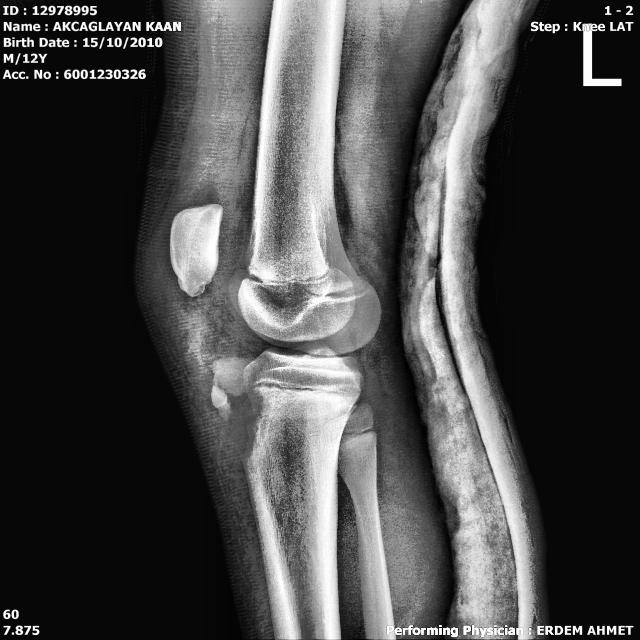 ID : 12978995
Name : AKCAGLAYAN KAAN
Birth Date : 15/10/2010
M/12Y
Acc. No : 6001230326
1 - 2
Step : Knee LAT
L
60
7.875
Performing Physician : ERDEM AHMET